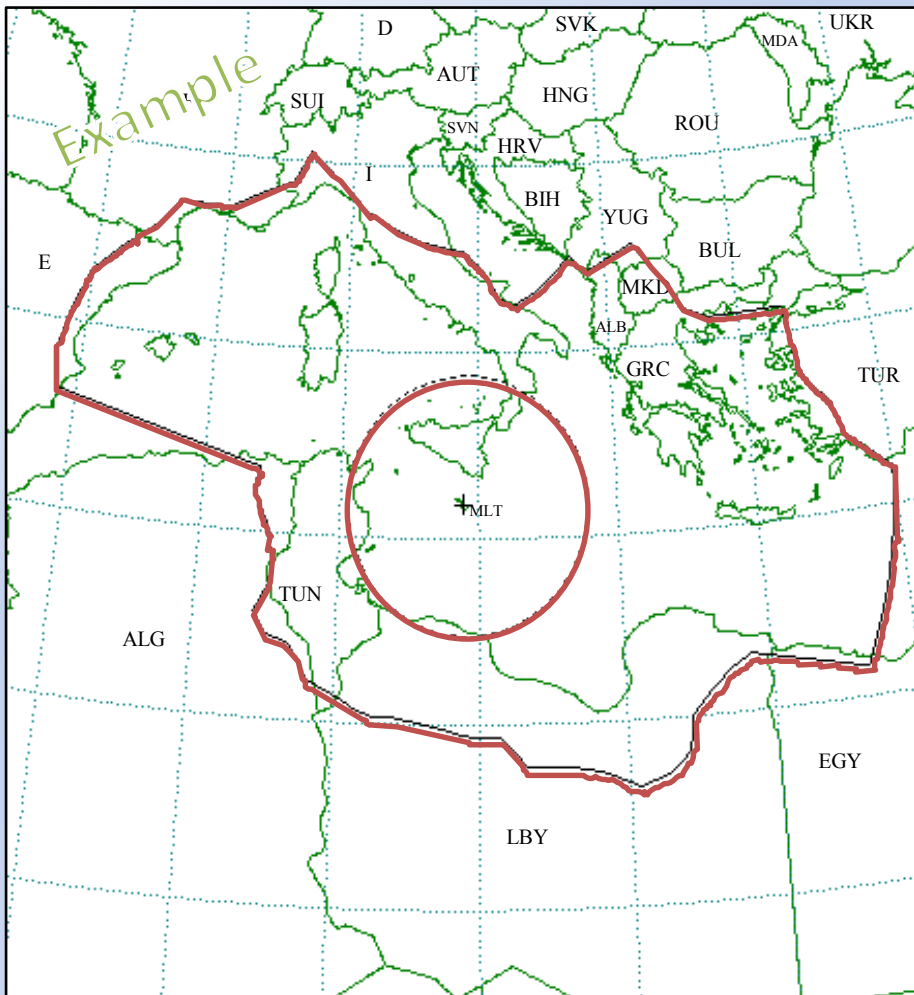 UKR
SVK
D
MDA
Example
AUT
SUI
HNG
ROU
SVN
HRV
I
BIH
YUG
BUL
E
MKD
ALB
GRC
TUR
MLT
TUN
ALG
EGY
LBY